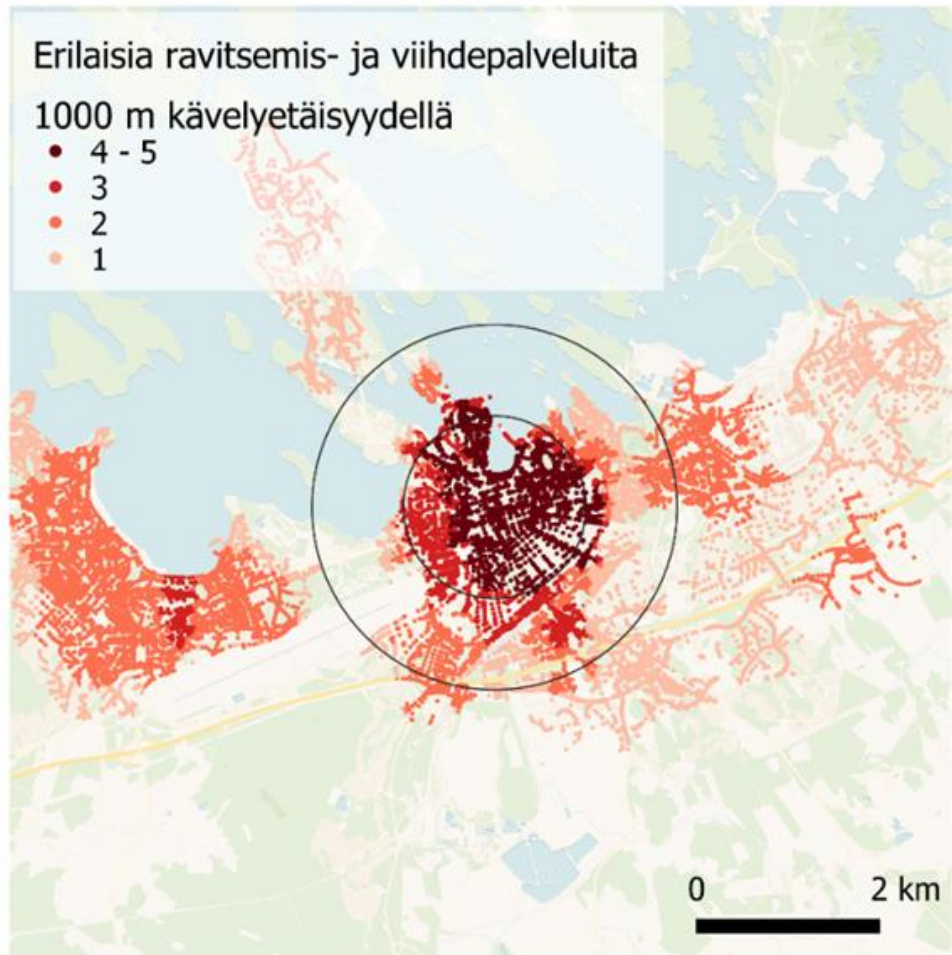 Erilaisia ravitsemis- ja viihdepalveluita
1000 m kävelyetäisyydellä
4 - 5
3
2
1
0 2 km